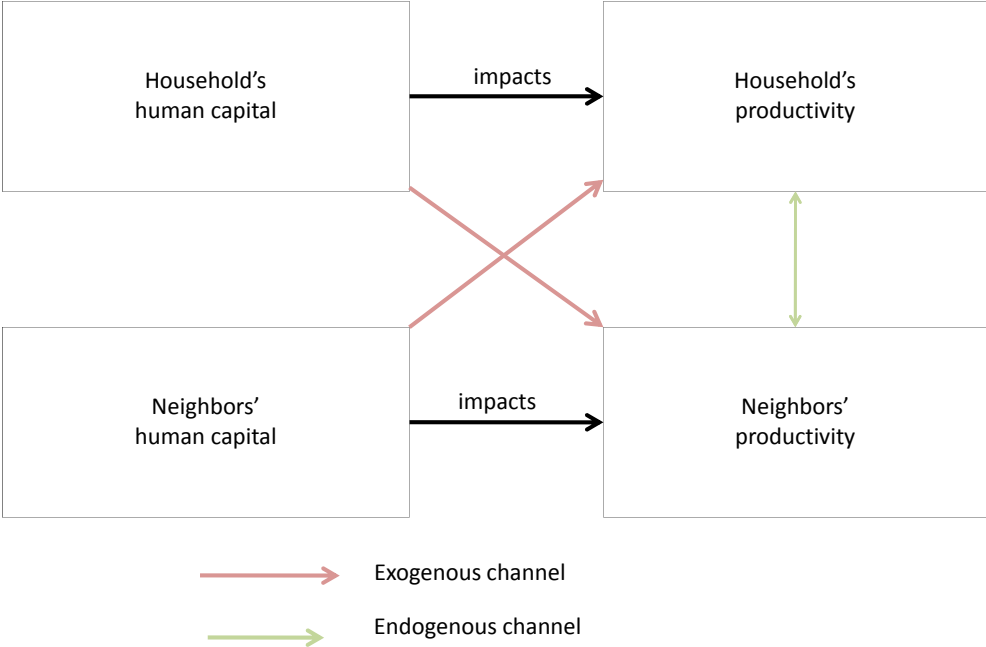 Household’s
human capital
impacts
Household’s
productivity
Neighbors’
human capital
impacts
Neighbors’
productivity
Exogenous channel
Endogenous channel